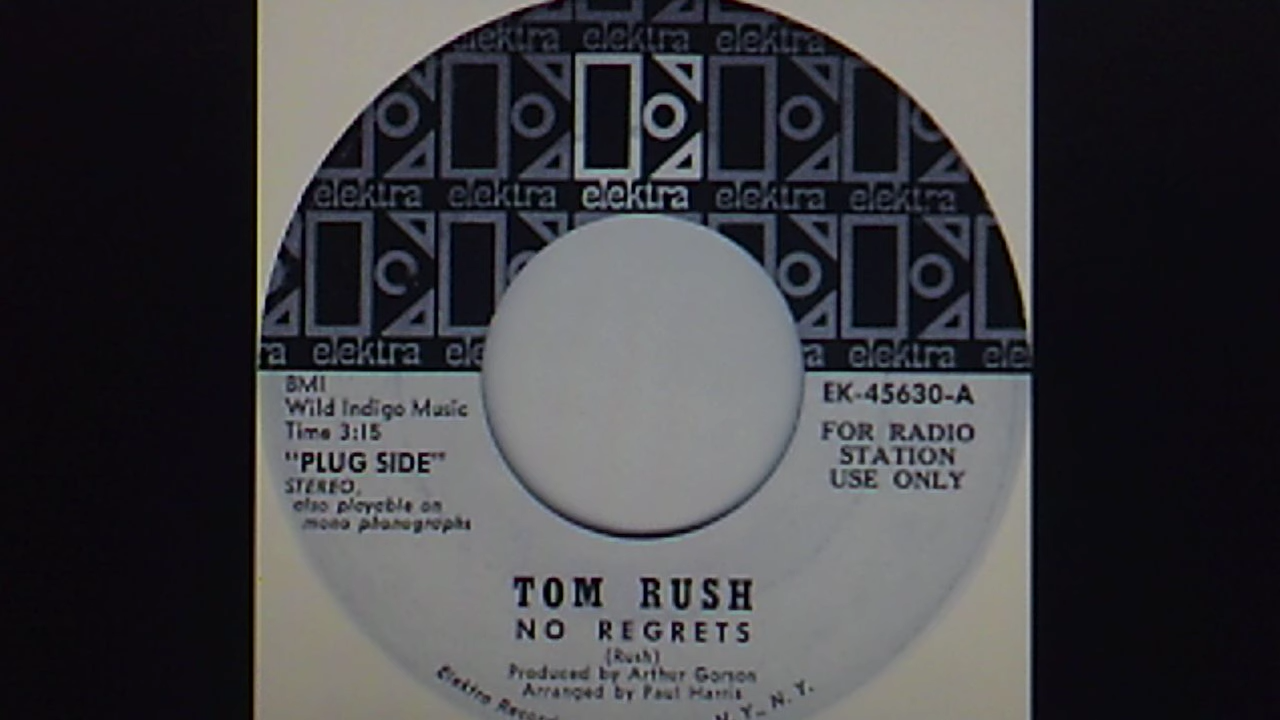 elektra elektra elektra
elektra elektra elektra elektra elektra
elektra elektra
BMI
Wild Indigo Music
Time 3:15
"PLUG SIDE"
STEREO,
also playable on
mono phonographs
EK-45630-A
FOR RADIO
STATION
USE ONLY
TOM RUSH
NO REGRETS
(Rush)
Produced by Arthur Gorson
Arranged by Paul Harris
Elektra Records N. Y., N. Y.